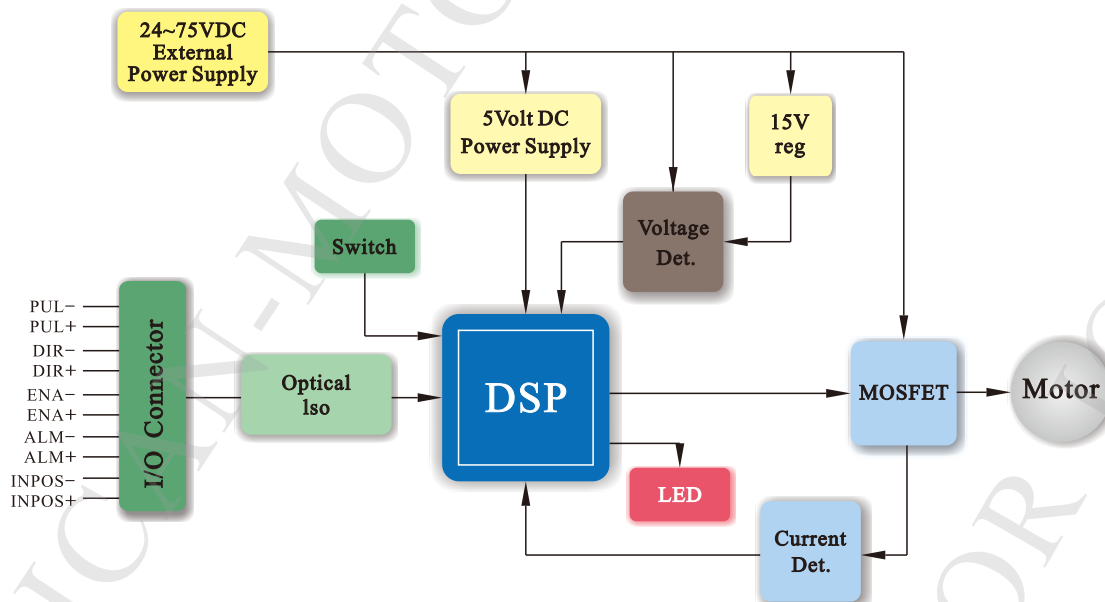 24~75VDC
External
Power Supply
5Volt DC
Power Supply
15V
reg
Voltage
Det.
Switch
PUL−
PUL+
DIR−
DIR+
ENA−
ENA+
ALM−
ALM+
INPOS−
INPOS+
I/O Connector
Optical
lso
DSP
MOSFET
Motor
LED
Current
Det.